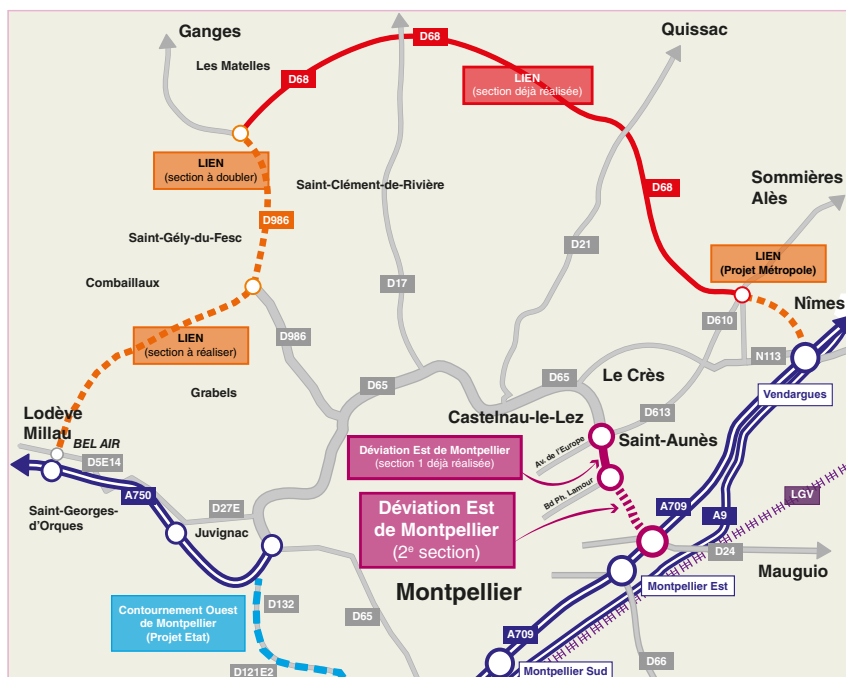 Ganges
Quissac
D68
Les Matelles
D68
LIEN
(section déjà réalisée)
LIEN
(section à doubler)
Saint-Clément-de-Rivière
D68
Sommières
Alès
D986
Saint-Gély-du-Fesc
D21
LIEN
(Projet Métropole)
Combaillaux
D17
Nîmes
D610
LIEN
(section à réaliser)
D986
N113
D65
D65
Le Crès
Grabels
Vendargues
Lodève
Millau
BEL AIR
Castelnau-le-Lez
D613
Saint-Aunès
D5E14
Déviation Est de Montpellier
(section 1 déjà réalisée)
Av. de l'Europe
A750
LGV
Saint-Georges-
d'Orques
D27E
Bd Ph. Lamour
Déviation Est
de Montpellier
(2e section)
A709
A9
Juvignac
D24
Mauguio
Montpellier
Montpellier Est
Contournement Ouest
de Montpellier
(Projet Etat)
D132
D65
A709
D121E2
Montpellier Sud
D66